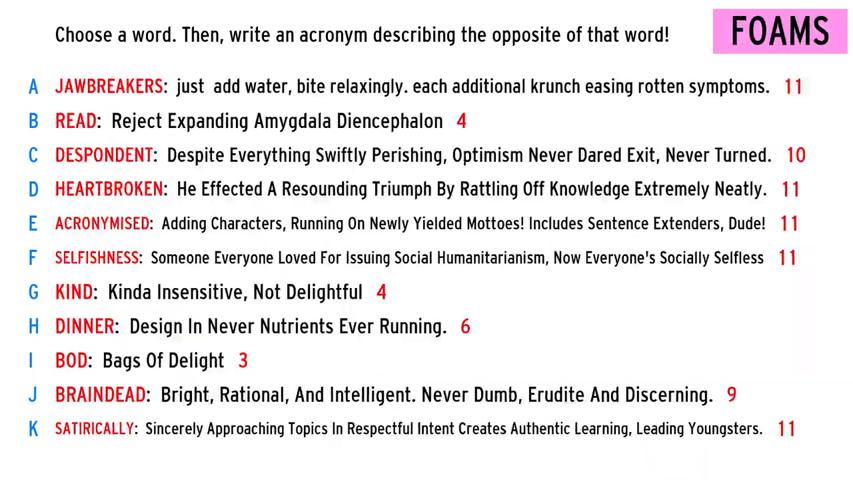 Choose a word. Then, write an acronym describing the opposite of that word!
FOAMS
A JAWBREAKERS: just add water, bite relaxingly. each additional krunch easing rotten symptoms. 11
B READ: Reject Expanding Amygdala Diencephalon 4
C DESPONDENT: Despite Everything Swiftly Perishing, Optimism Never Dared Exit, Never Turned. 10
D HEARTBROKEN: He Effected A Resounding Triumph By Rattling Off Knowledge Extremely Neatly. 11
E ACRONYMISED: Adding Characters, Running On Newly Yielded Mottoes! Includes Sentence Extenders, Dude! 11
F SELFISHNESS: Someone Everyone Loved For Issuing Social Humanitarianism, Now Everyone's Socially Selfless 11
G KIND: Kinda Insensitive, Not Delightful 4
H DINNER: Design In Never Nutrients Ever Running. 6
I BOD: Bags Of Delight 3
J BRAINDEAD: Bright, Rational, And Intelligent. Never Dumb, Erudite And Discerning. 9
K SATIRICALLY: Sincerely Approaching Topics In Respectful Intent Creates Authentic Learning, Leading Youngsters. 11